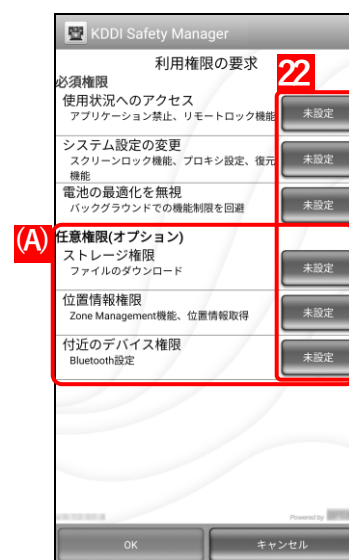 KDDI Safety Manager
利用権限の要求
22
必須権限
使用状況へのアクセス
アプリケーション禁止、リモートロック機能
未設定
システム設定の変更
スクリーンロック機能、プロキシ設定、復元
機能
未設定
電池の最適化を無視
バックグラウンドでの機能制限を回避
未設定
(A)
任意権限(オプション)
ストレージ権限
ファイルのダウンロード
未設定
位置情報権限
Zone Management機能、位置情報取得
未設定
付近のデバイス権限
Bluetooth設定
未設定
Powered by
OK
キャンセル